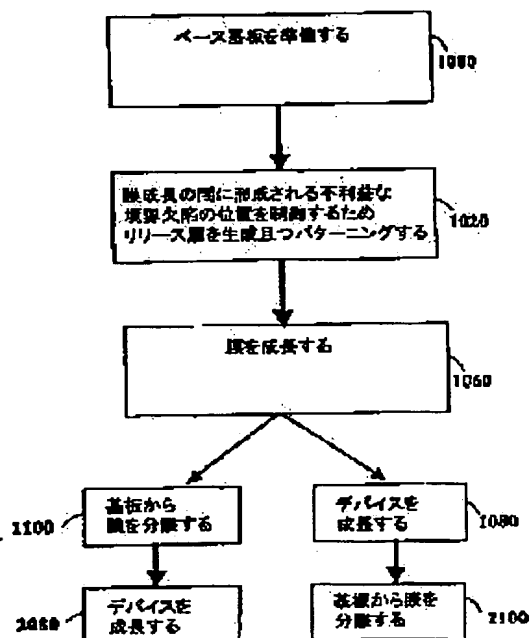 ベース基板を準備する
1000
膜成長の間に形成される不利益な
境界欠陥の位置を制御するため
リリース層を生成且つパターニングする
1020
膜を成長する
1060
基板から
膜を分離する
1100
デバイスを
成長する
1080
デバイスを
成長する
基板から膜を
分離する